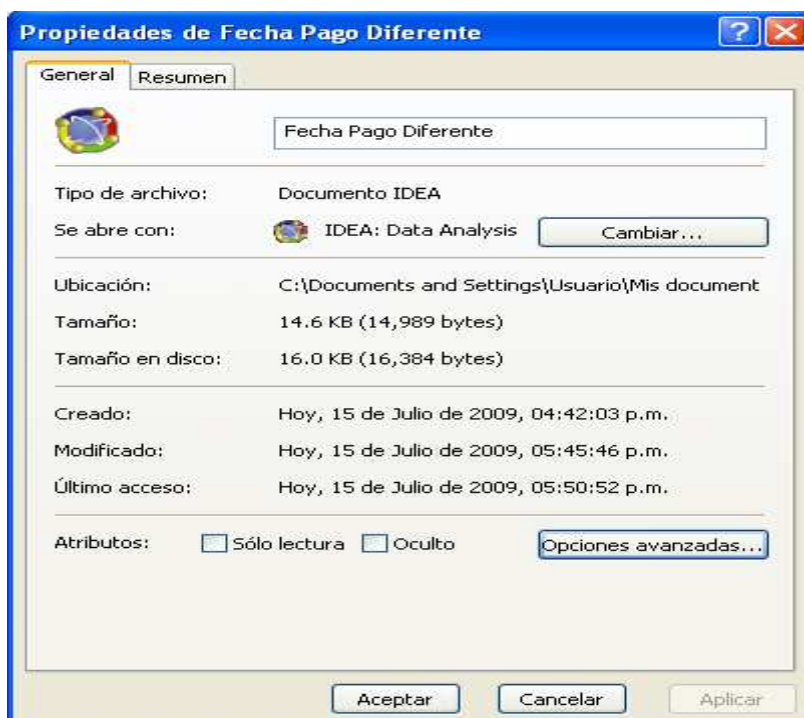 Propiedades de Fecha Pago Diferente
General Resumen
Fecha Pago Diferente
Tipo de archivo: Documento IDEA
Se abre con: IDEA: Data Analysis Cambiar...
Ubicación: C:\Documents and Settings\Usuario\Mis document
Tamaño: 14.6 KB (14,989 bytes)
Tamaño en disco: 16.0 KB (16,384 bytes)
Creado: Hoy, 15 de Julio de 2009, 04:42:03 p.m.
Modificado: Hoy, 15 de Julio de 2009, 05:45:46 p.m.
Último acceso: Hoy, 15 de Julio de 2009, 05:50:52 p.m.
Atributos: Sólo lectura Oculto Opciones avanzadas...
Aceptar Cancelar Aplicar